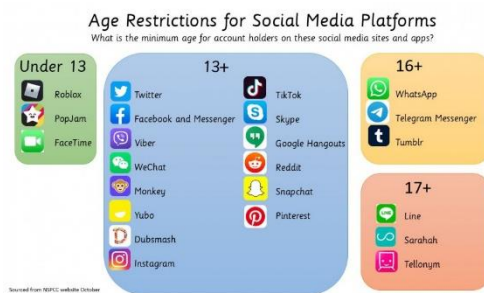 Age Restrictions for Social Media Platforms
What is the minimum age for account holders on these social media sites and apps?
Under 13
Roblox
PopJam
FaceTime
13+
Twitter
Facebook and Messenger
Viber
WeChat
Monkey
Yubo
Dubsmash
Instagram
TikTok
Skype
Google Hangouts
Reddit
Snapchat
Pinterest
16+
WhatsApp
Telegram Messenger
Tumblr
17+
Line
Sarahah
Tellonym
Sourced from NSPCC website October